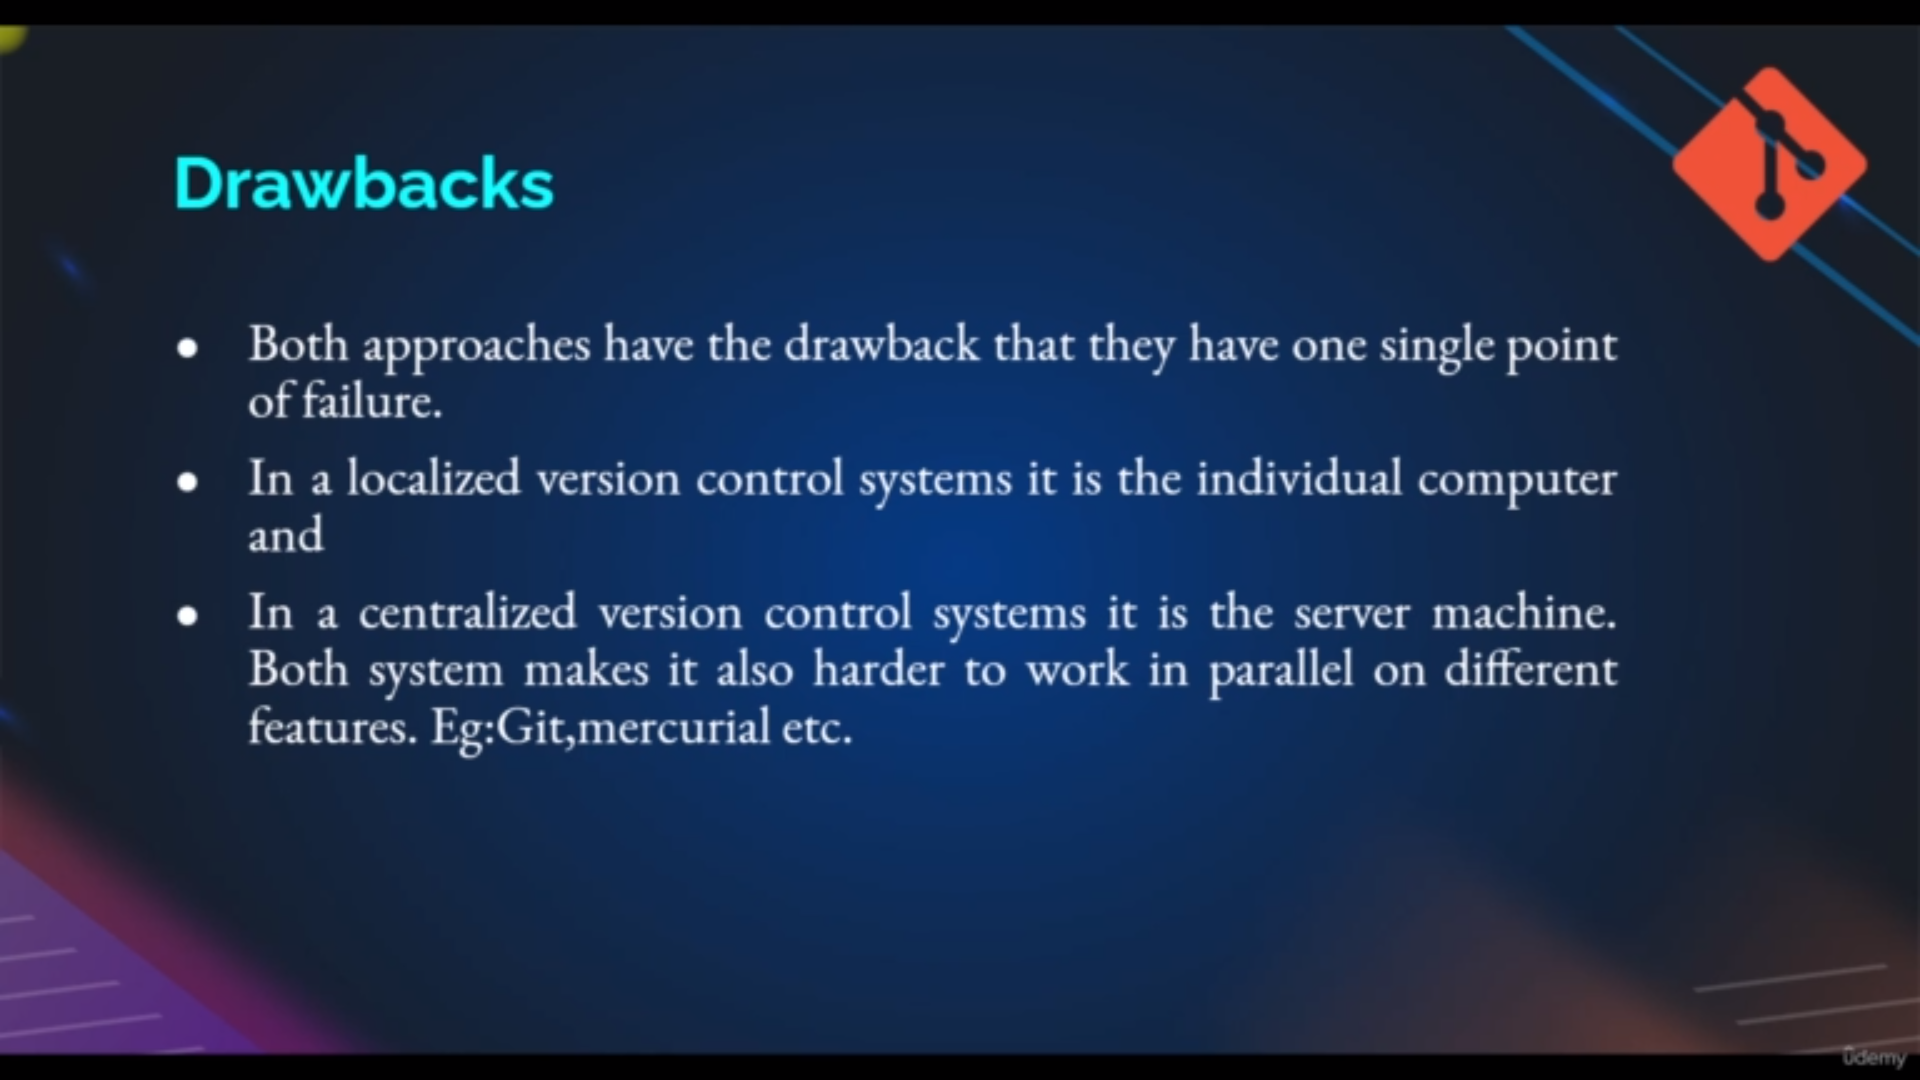 Drawbacks
● Both approaches have the drawback that they have one single point
of failure.
● In a localized version control systems it is the individual computer
and
● In a centralized version control systems it is the server machine.
Both system makes it also harder to work in parallel on different
features. Eg:Git,mercurial etc.
ûdemy